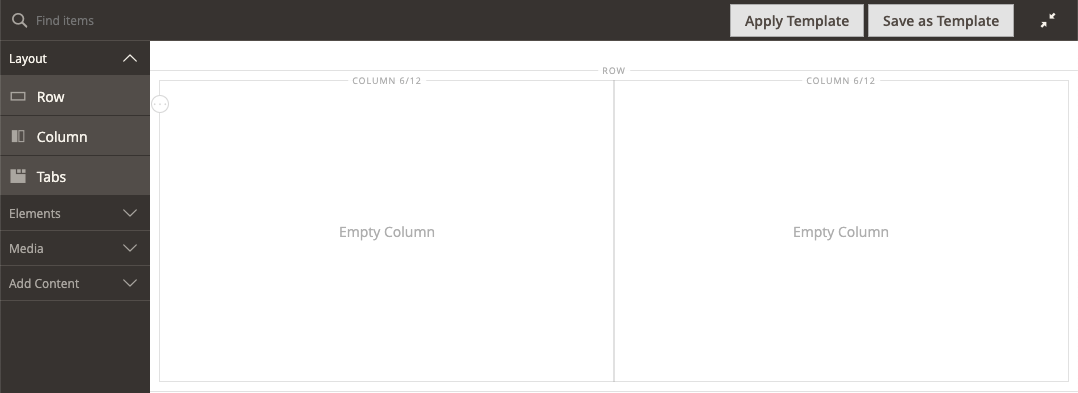 Find items
Apply Template
Save as Template
Layout
Row
Column
Tabs
Elements
Media
Add Content
ROW
COLUMN 6/12
COLUMN 6/12
Empty Column
Empty Column